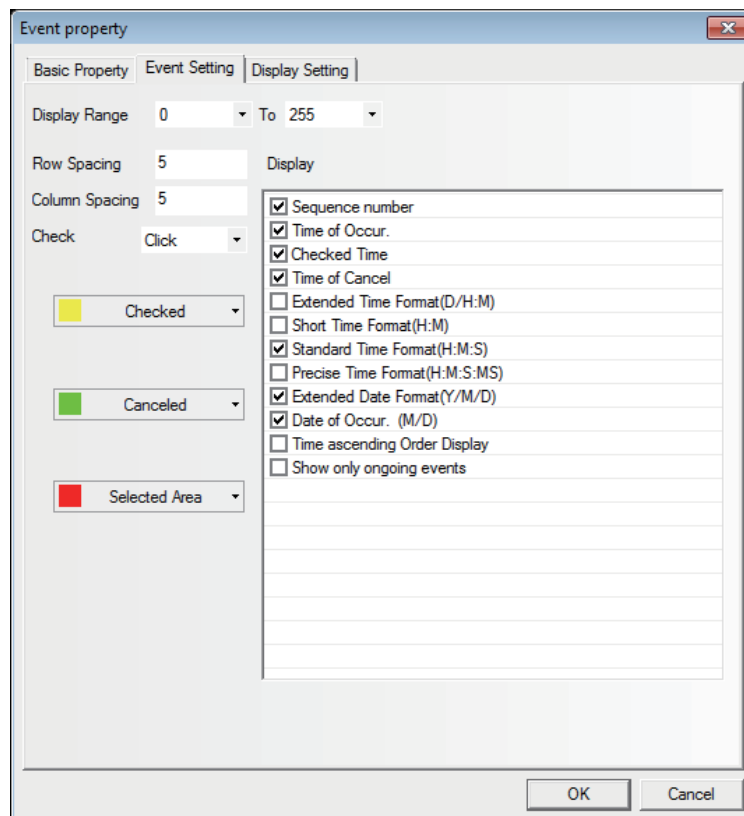 Event property
Basic Property Event Setting Display Setting
Display Range 0 To 255
Row Spacing 5 Display
Column Spacing 5
Check Click
Checked
Canceled
Selected Area
Sequence number
Time of Occur.
Checked Time
Time of Cancel
Extended Time Format(D/H:M)
Short Time Format(H:M)
Standard Time Format(H:M:S)
Precise Time Format(H:M:S:MS)
Extended Date Format(Y/M/D)
Date of Occur. (M/D)
Time ascending Order Display
Show only ongoing events
OK Cancel